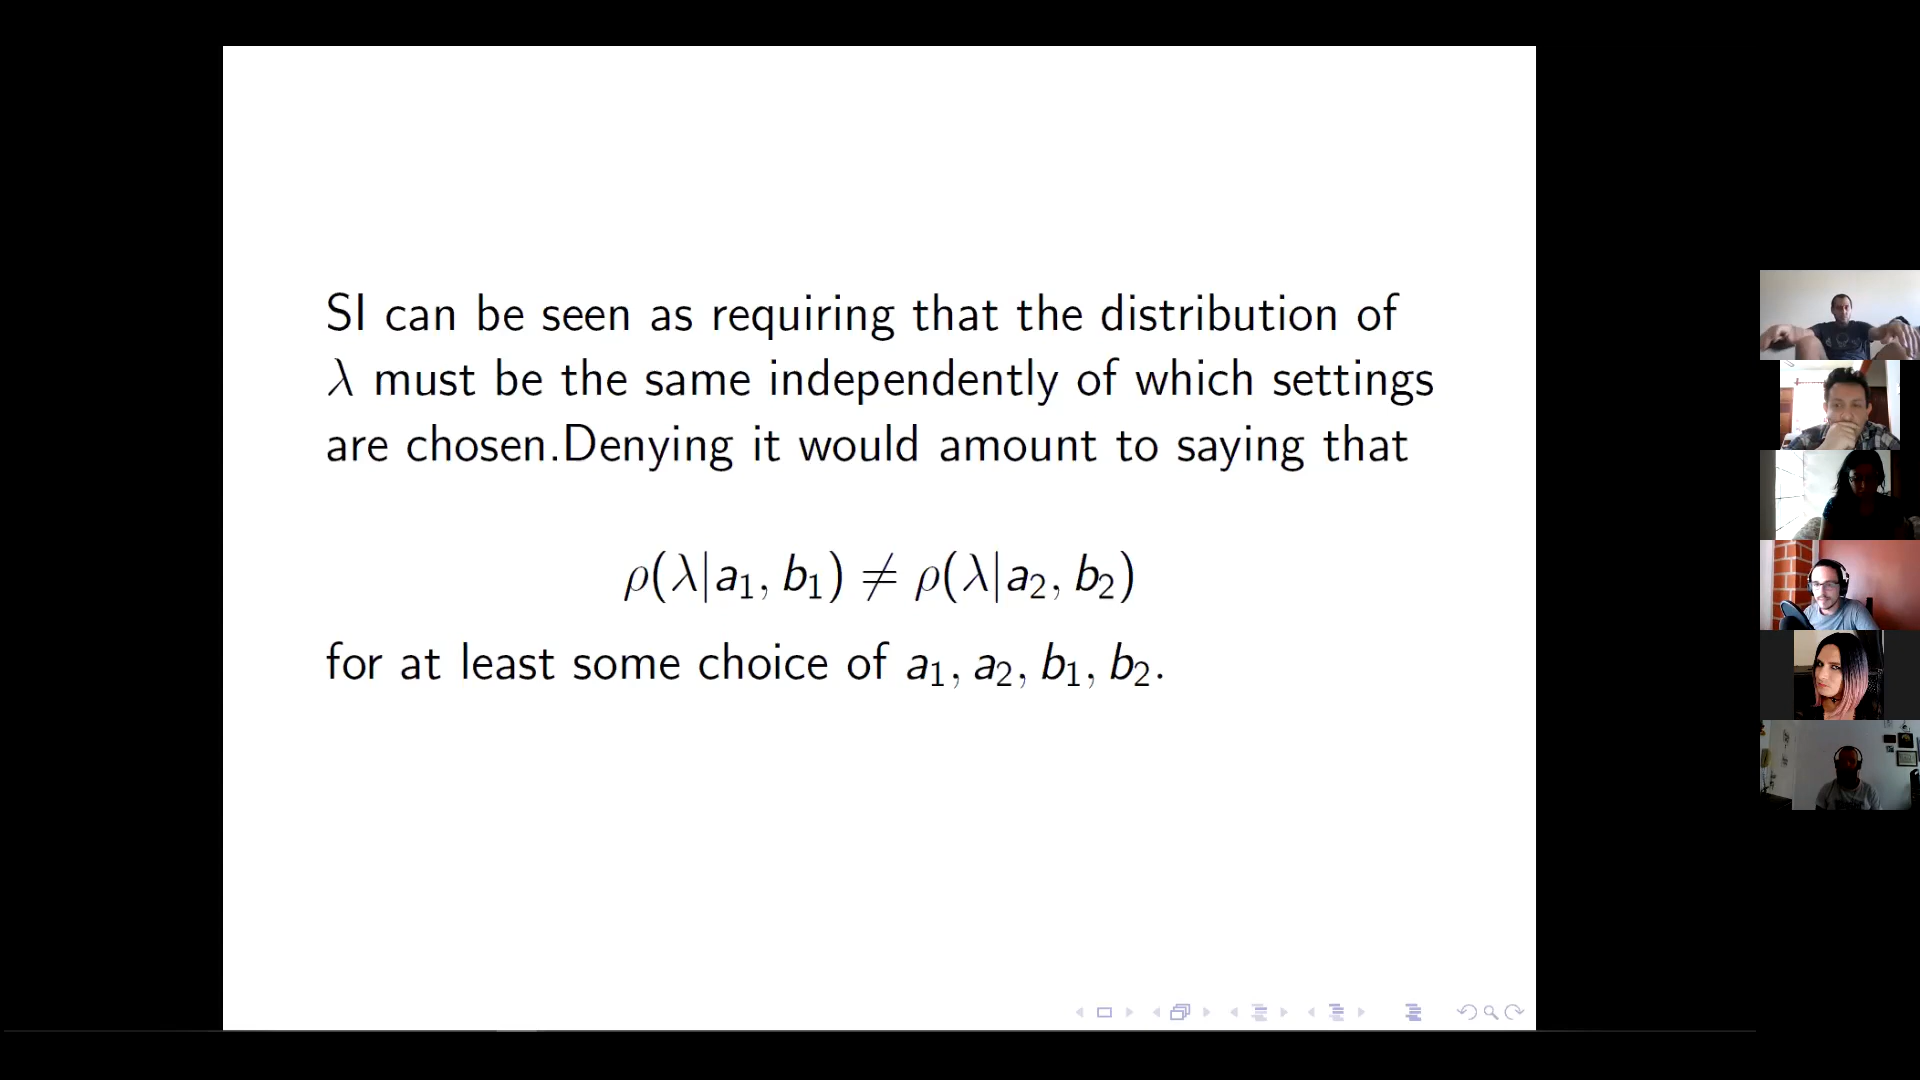 SI can be seen as requiring that the distribution of
λ must be the same independently of which settings
are chosen.Denying it would amount to saying that
ρ(λ|a₁, b₁) ≠ ρ(λ|a₂, b₂)
for at least some choice of a₁, a₂, b₁, b₂.